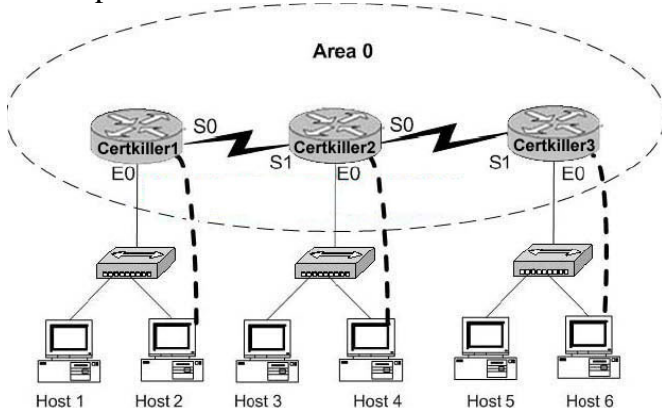 Area 0
Certkiller1
S0
S1
Certkiller2
S0
S1
Certkiller3
E0
E0
E0
Host 1
Host 2
Host 3
Host 4
Host 5
Host 6